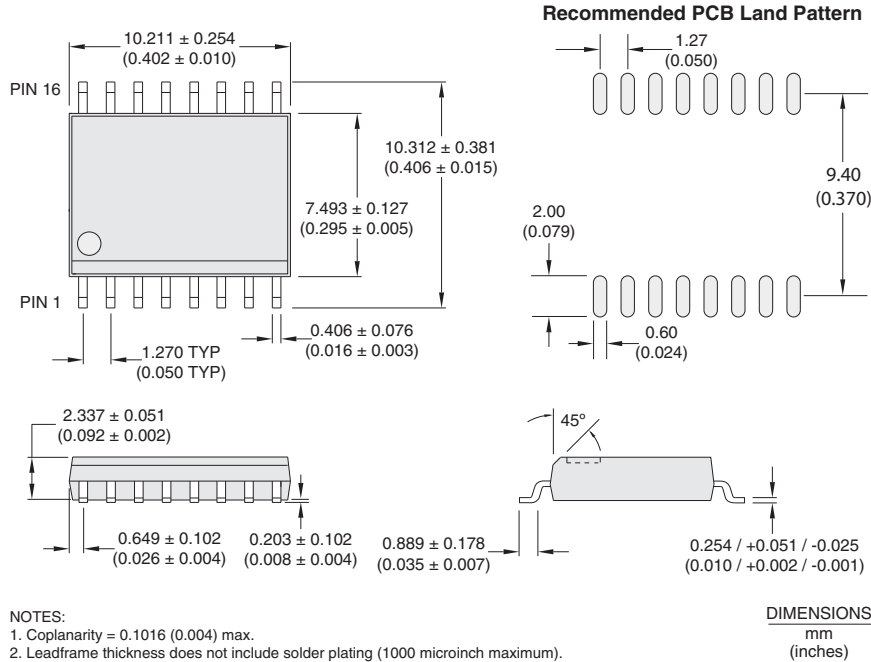 Recommended PCB Land Pattern
10.211 ± 0.254
(0.402 ± 0.010)
PIN 16
10.312 ± 0.381
(0.406 ± 0.015)
7.493 ± 0.127
(0.295 ± 0.005)
PIN 1
1.270 TYP
(0.050 TYP)
0.406 ± 0.076
(0.016 ± 0.003)
1.27
(0.050)
9.40
(0.370)
2.00
(0.079)
0.60
(0.024)
2.337 ± 0.051
(0.092 ± 0.002)
0.649 ± 0.102
(0.026 ± 0.004)
0.203 ± 0.102
(0.008 ± 0.004)
45º
0.889 ± 0.178
(0.035 ± 0.007)
0.254 / +0.051 / -0.025
(0.010 / +0.002 / -0.001)
NOTES:
1. Coplanarity = 0.1016 (0.004) max.
2. Leadframe thickness does not include solder plating (1000 microinch maximum).
DIMENSIONS
mm
(inches)